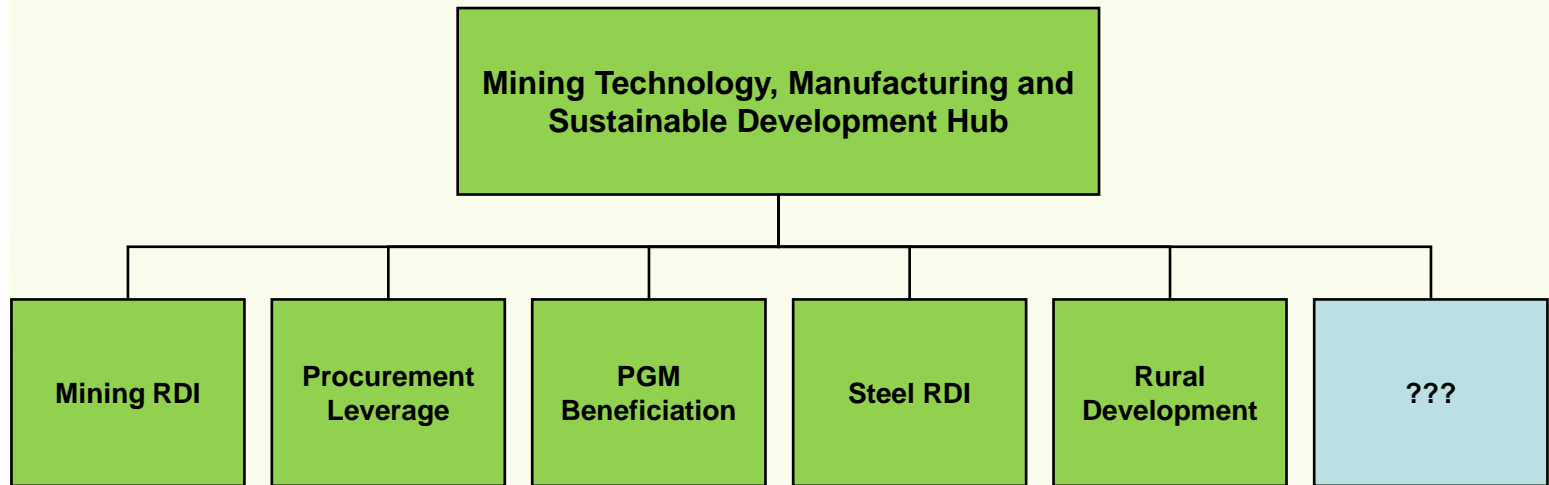 Mining Technology, Manufacturing and
Sustainable Development Hub
Mining RDI
Procurement
Leverage
PGM
Beneficiation
Steel RDI
Rural
Development
???